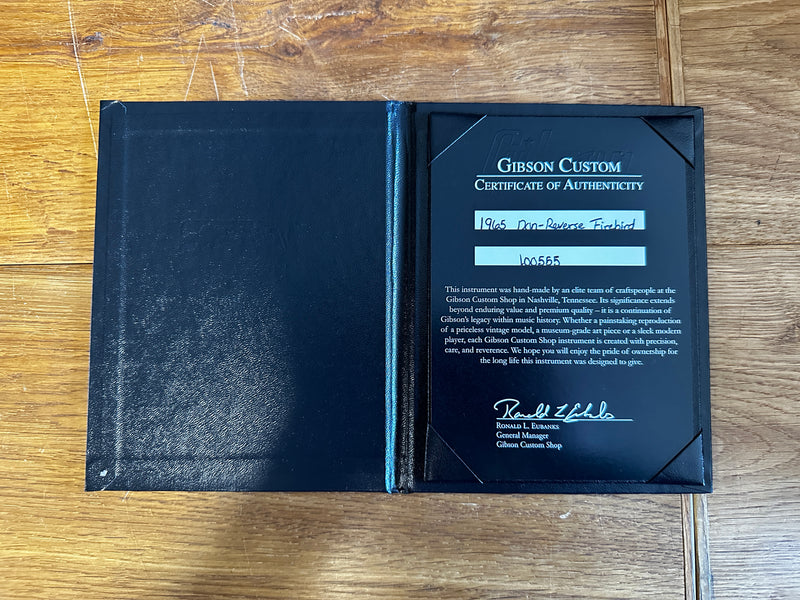 GIBSON CUSTOM
CERTIFICATE OF AUTHENTICITY
1965 Non-Reverse Firebird
100555
This instrument was hand-made by an elite team of craftspeople at the
Gibson Custom Shop in Nashville, Tennessee. Its significance extends
beyond enduring value and premium quality – it is a continuation of
Gibson's legacy within music history. Whether a painstaking reproduction
of a priceless vintage model, a museum-grade art piece or a sleek modern
player, each Gibson Custom Shop instrument is created with precision,
care, and reverence. We hope you will enjoy the pride of ownership for
the long life this instrument was designed to give.
Ronald L Eubanks
RONALD L. EUBANKS
General Manager
Gibson Custom Shop